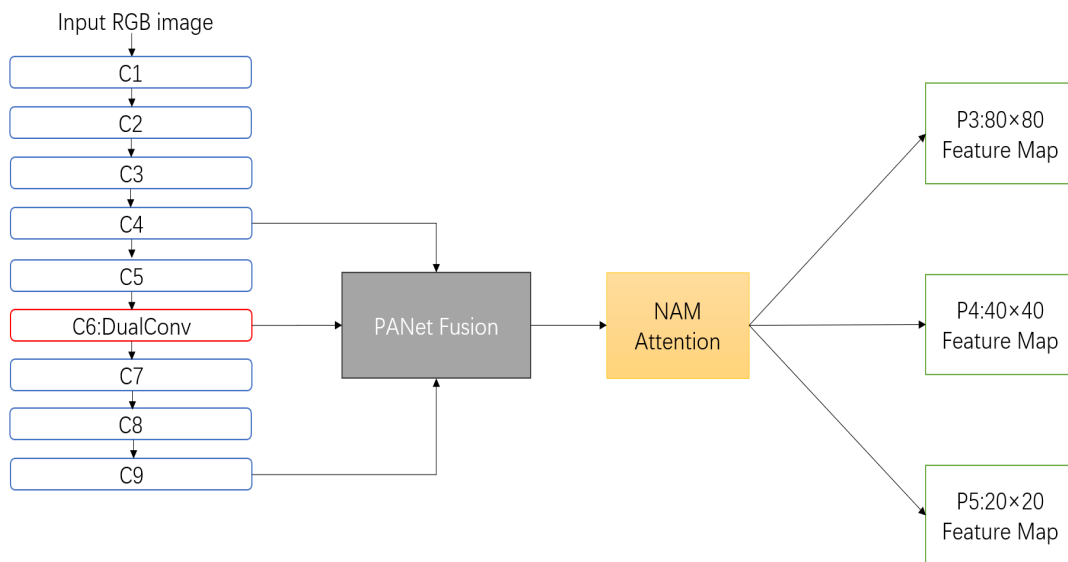 Input RGB image
C1
C2
C3
C4
C5
C6:DualConv
C7
C8
C9
PANet Fusion
NAM
Attention
P3:80×80
Feature Map
P4:40×40
Feature Map
P5:20×20
Feature Map